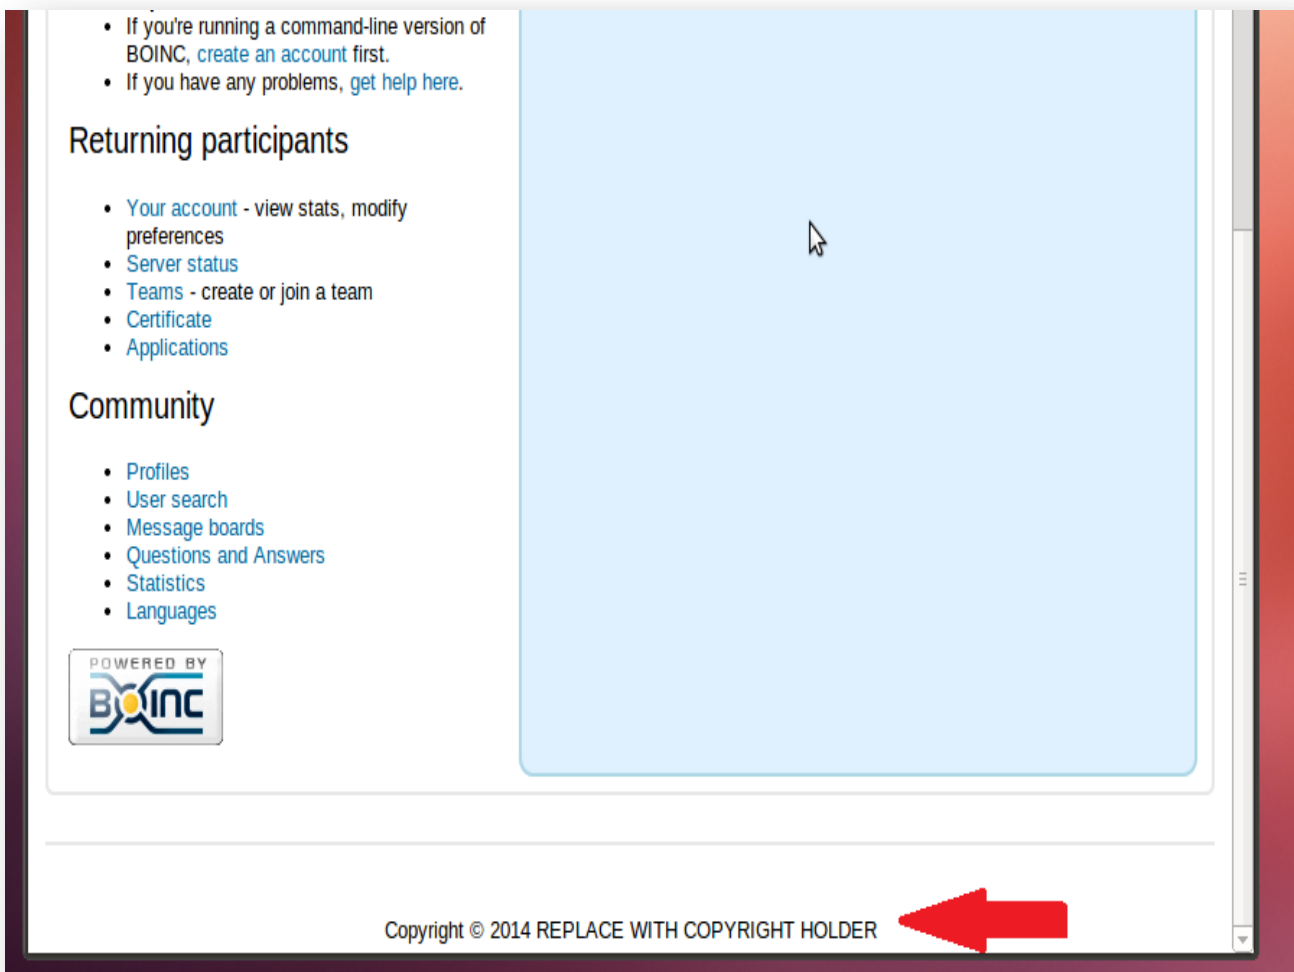 If you're running a command-line version of
BOINC, create an account first.
If you have any problems, get help here.
Returning participants
Your account - view stats, modify
preferences
Server status
Teams - create or join a team
Certificate
Applications
Community
Profiles
User search
Message boards
Questions and Answers
Statistics
Languages
POWERED BY
BOINC
Copyright © 2014 REPLACE WITH COPYRIGHT HOLDER